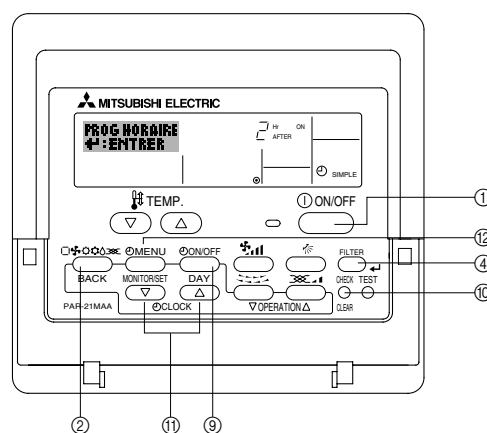 MITSUBISHI ELECTRIC
PROG HORAIRE
↵:ENTRER
2 Hr ON
AFTER
SIMPLE
TEMP.
ON/OFF
①
⑫
MENU
ON/OFF
FILTER
④
BACK
MONITOR/SET
DAY
CHECK TEST
⑩
PAR-21MAA
CLOCK
▽OPERATION△
CLEAR
②
⑪
⑨